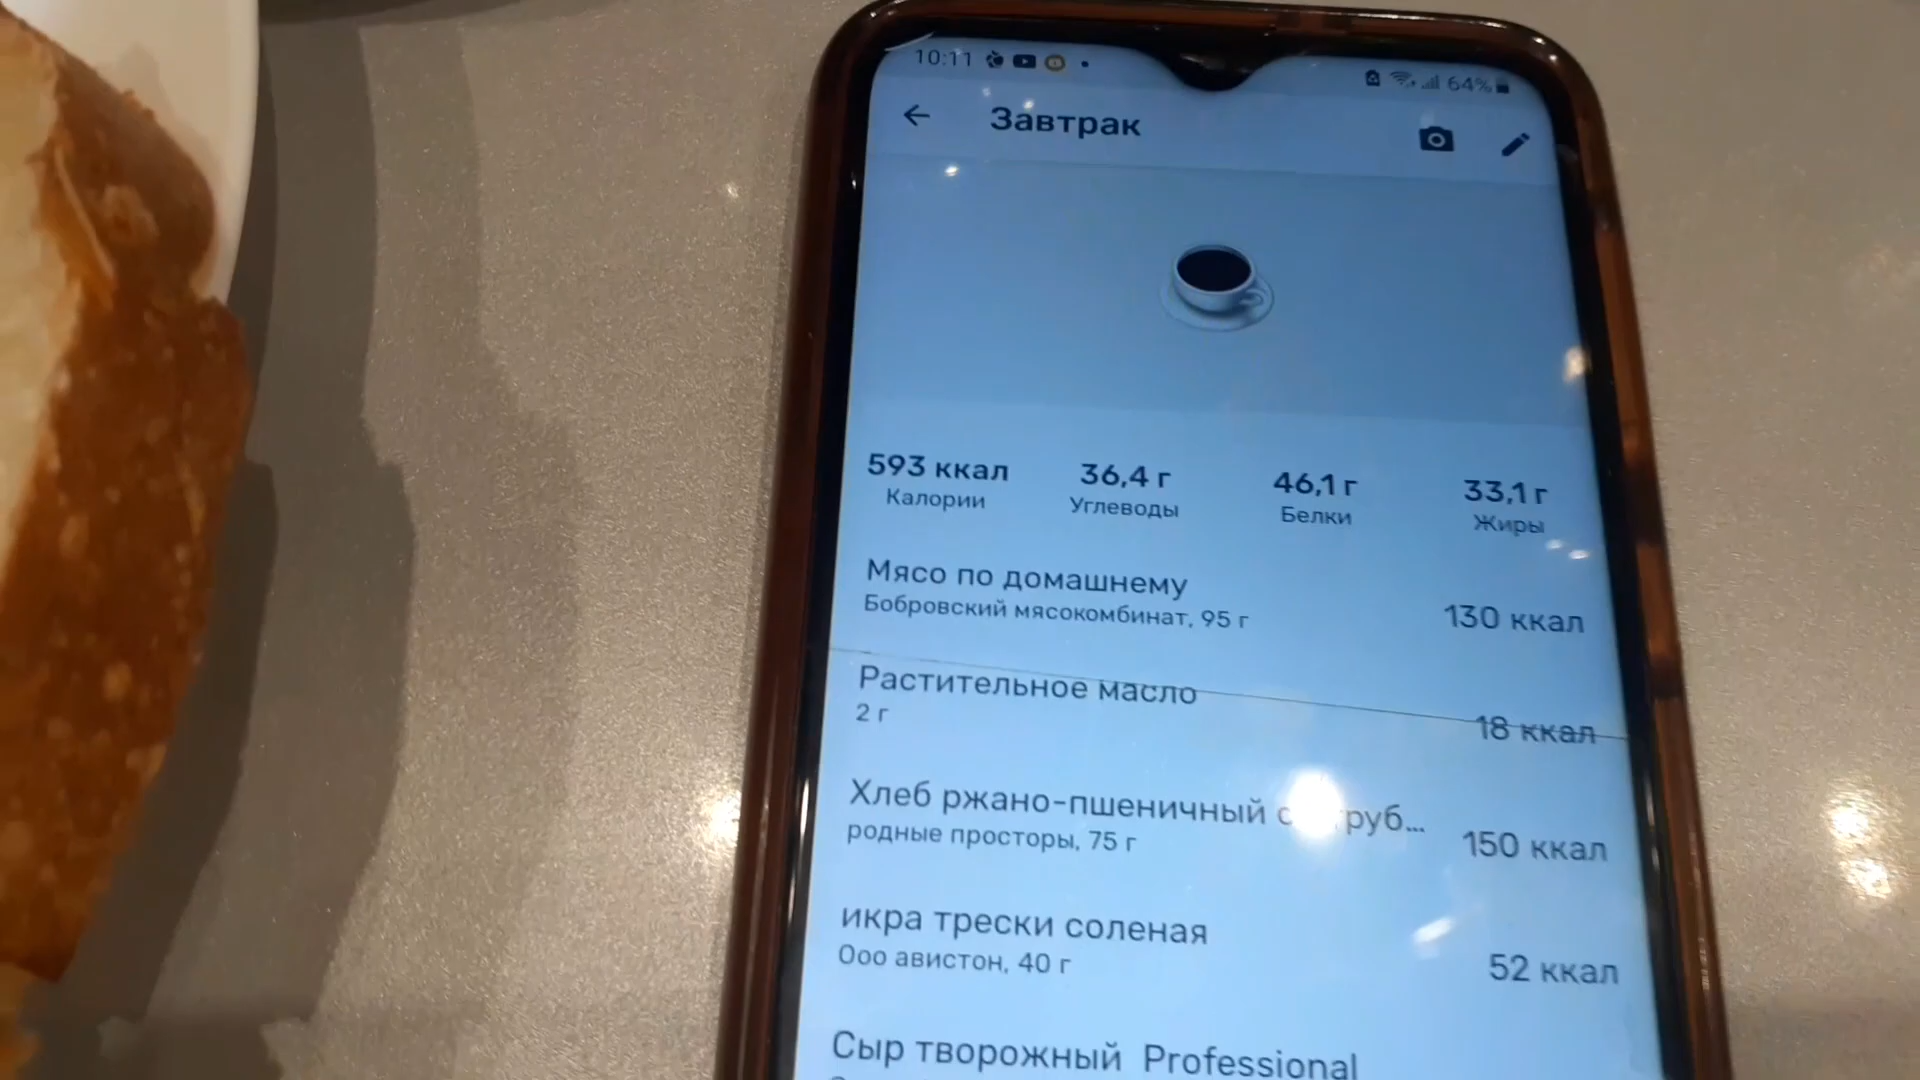 10:11 64%
Завтрак
593 ккал 36,4 г 46,1 г 33,1 г
Калории Углеводы Белки Жиры
Мясо по домашнему
Бобровский мясокомбинат, 95 г
130 ккал
Растительное масло
2 г
18 ккал
Хлеб ржано-пшеничный руб...
родные просторы, 75 г
150 ккал
икра трески соленая
Ооо авистон, 40 г
52 ккал
Сыр творожный Professional